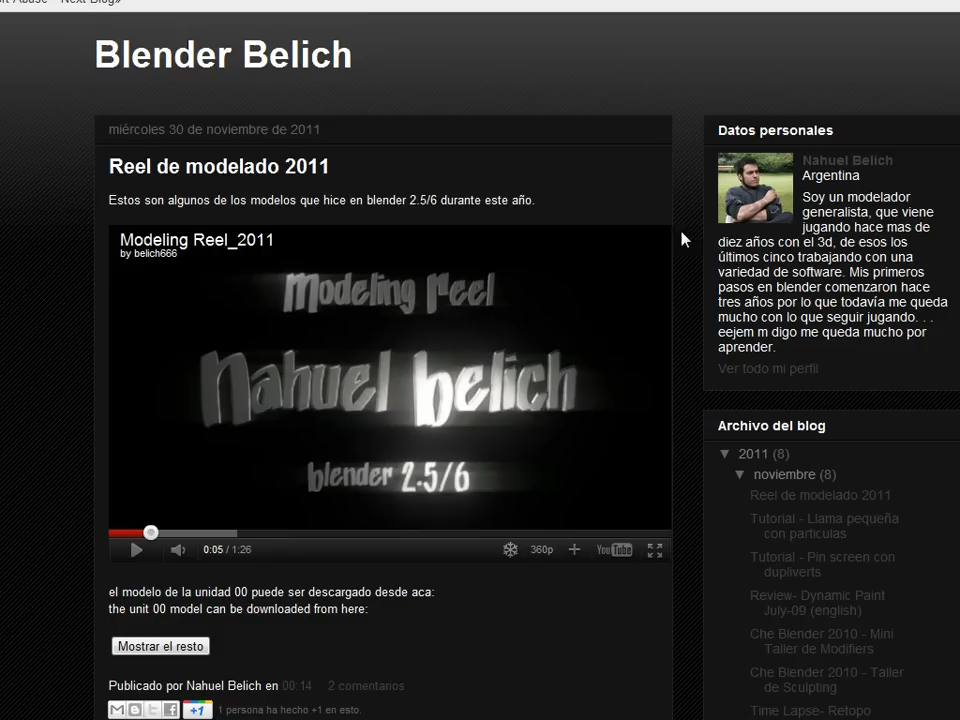 Next Blog»
Blender Belich
miércoles 30 de noviembre de 2011
Reel de modelado 2011
Estos son algunos de los modelos que hice en blender 2.5/6 durante este año.
Modeling Reel_2011
by belich666
Modeling reel
Nahuel belich
blender 2.5/6
0:05 / 1:26
360p
YouTube
el modelo de la unidad 00 puede ser descargado desde aca:
the unit 00 model can be downloaded from here:
Mostrar el resto
Publicado por Nahuel Belich en 00:14 2 comentarios
+1 1 persona ha hecho +1 en esto.
Datos personales
Nahuel Belich
Argentina
Soy un modelador
generalista, que viene
jugando hace mas de
diez años con el 3d, de esos los
últimos cinco trabajando con una
variedad de software. Mis primeros
pasos en blender comenzaron hace
tres años por lo que todavía me queda
mucho con lo que seguir jugando. . .
eejem m digo me queda mucho por
aprender.
Ver todo mi perfil
Archivo del blog
▼ 2011 (8)
▼ noviembre (8)
Reel de modelado 2011
Tutorial - Llama pequeña
con particulas
Tutorial - Pin screen con
dupliverts
Review- Dynamic Paint
July-09 (english)
Che Blender 2010 - Mini
Taller de Modifiers
Che Blender 2010 - Taller
de Sculpting
Time Lapse- Retopo